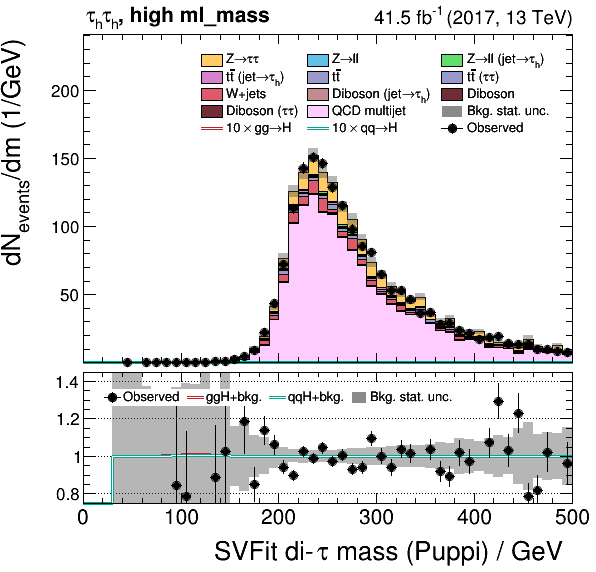 τhτh, high ml_mass 41.5 fb-1 (2017, 13 TeV)
Z→ττ Z→ll Z→ll (jet→τh)
tt̄ (jet→τh) tt̄ tt̄ (ττ)
W+jets Diboson (jet→τh) Diboson
Diboson (ττ) QCD multijet Bkg. stat. unc.
10 × gg→H 10 × qq→H Observed
dNevents/dm (1/GeV)
200
150
100
50
Observed ggH+bkg. qqH+bkg. Bkg. stat. unc.
1.4
1.2
1
0.8
0 100 200 300 400 500
SVFit di-τ mass (Puppi) / GeV